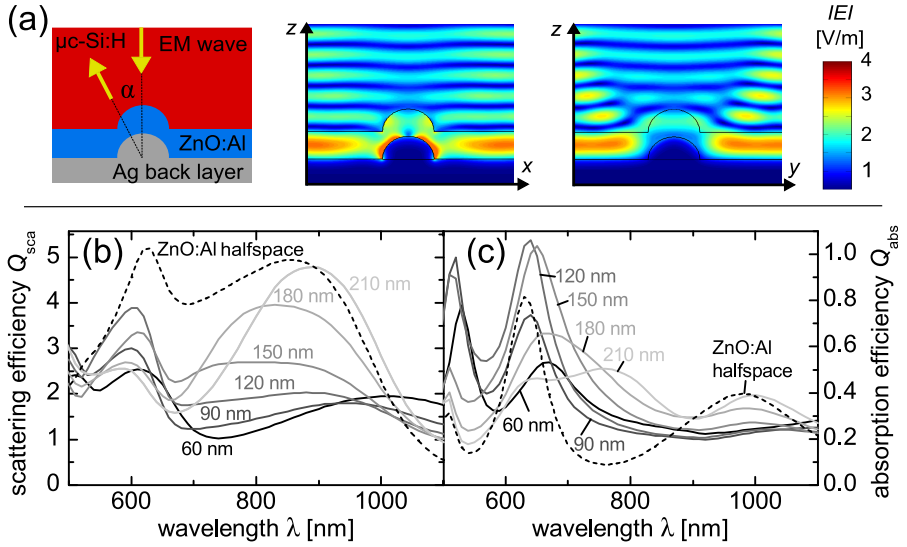 (a)
µc-Si:H
EM wave
α
ZnO:Al
Ag back layer
z
x
z
y
|E|
[V/m]
4
3
2
1
(b)
scattering efficiency Qsca
5
4
3
2
1
0
600 800 1000
wavelength λ [nm]
ZnO:Al halfspace
210 nm
180 nm
150 nm
120 nm
90 nm
60 nm
(c)
120 nm
150 nm
180 nm
210 nm
ZnO:Al
halfspace
60 nm
90 nm
600 800 1000
wavelength λ [nm]
1.0
0.8
0.6
0.4
0.2
0.0
absorption efficiency Qabs